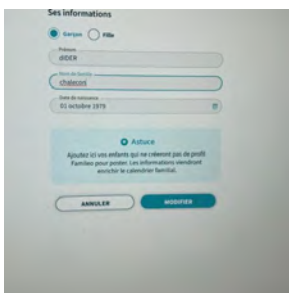 Ses informations
Garçon Fille
Prénom
dIDER
Nom de famille
chaleconj
Date de naissance
01 octobre 1979
Astuce
Ajoutez ici vos enfants qui ne créeront pas de profil
Famileo pour poster. Les informations viendront
enrichir le calendrier familial.
ANNULER MODIFIER